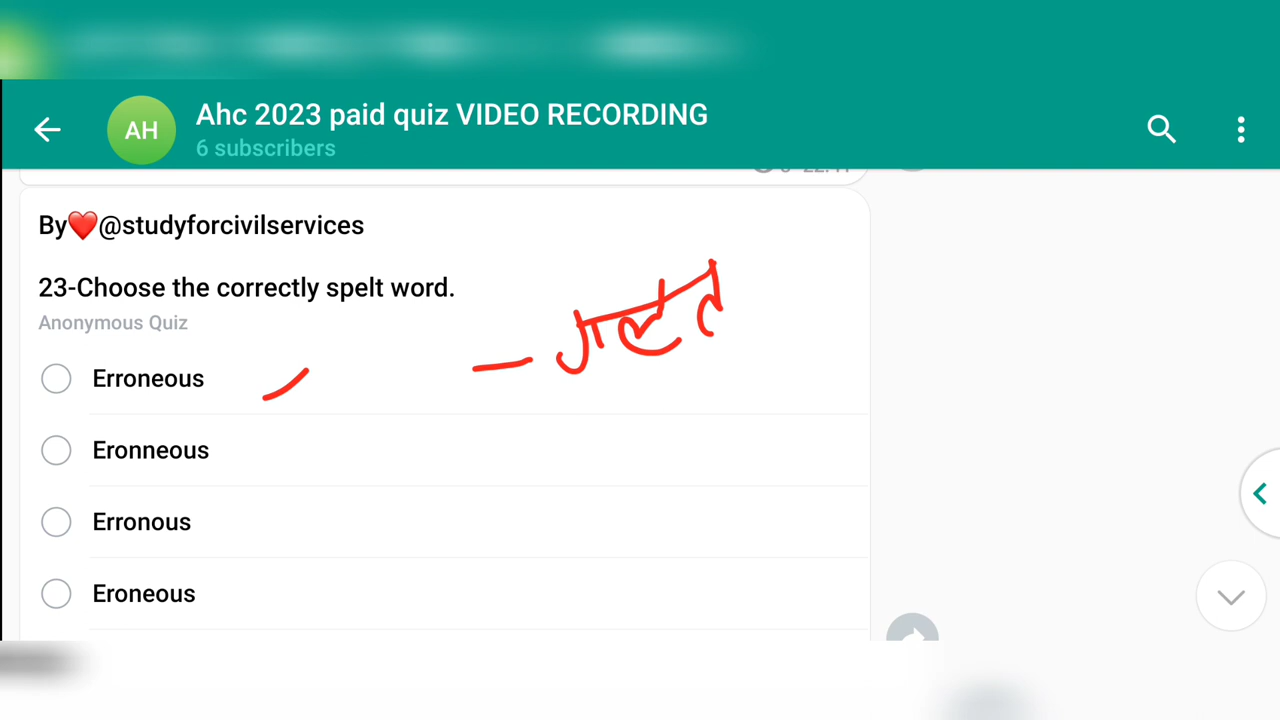 Ahc 2023 paid quiz VIDEO RECORDING
AH
6 subscribers
By❤️@studyforcivilservices
23-Choose the correctly spelt word.
Anonymous Quiz
- गलत
Erroneous
Eronneous
Erronous
Eroneous